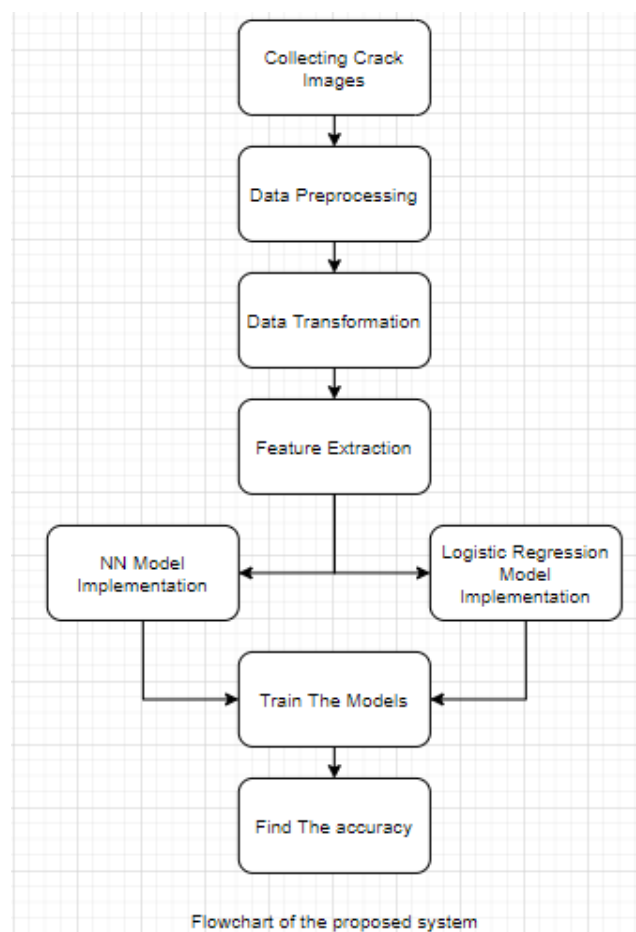 Collecting Crack
Images
Data Preprocessing
Data Transformation
Feature Extraction
NN Model
Implementation
Logistic Regression
Model
Implementation
Train The Models
Find The accuracy
Flowchart of the proposed system